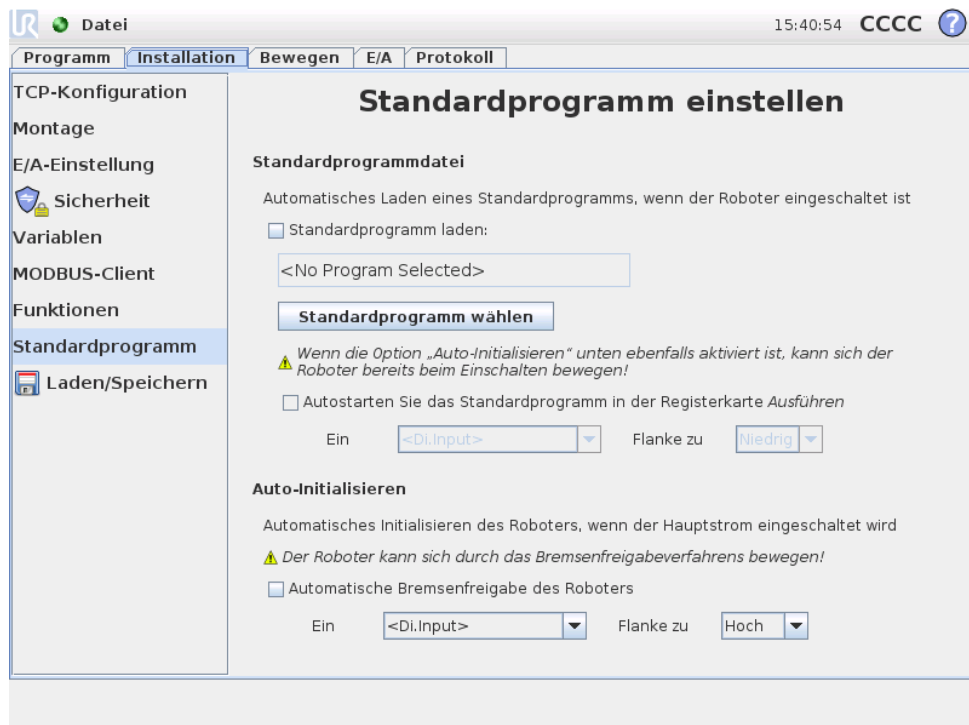 UR Datei 15:40:54 CCCC ?
Programm Installation Bewegen E/A Protokoll
TCP-Konfiguration
Montage
E/A-Einstellung
Sicherheit
Variablen
MODBUS-Client
Funktionen
Standardprogramm
Laden/Speichern
Standardprogramm einstellen
Standardprogrammdatei
Automatisches Laden eines Standardprogramms, wenn der Roboter eingeschaltet ist
Standardprogramm laden:
<No Program Selected>
Standardprogramm wählen
Wenn die Option „Auto-Initialisieren“ unten ebenfalls aktiviert ist, kann sich der
Roboter bereits beim Einschalten bewegen!
Autostarten Sie das Standardprogramm in der Registerkarte Ausführen
Ein <Di.Input> Flanke zu Niedrig
Auto-Initialisieren
Automatisches Initialisieren des Roboters, wenn der Hauptstrom eingeschaltet wird
Der Roboter kann sich durch das Bremsenfreigabeverfahrens bewegen!
Automatische Bremsenfreigabe des Roboters
Ein <Di.Input> Flanke zu Hoch